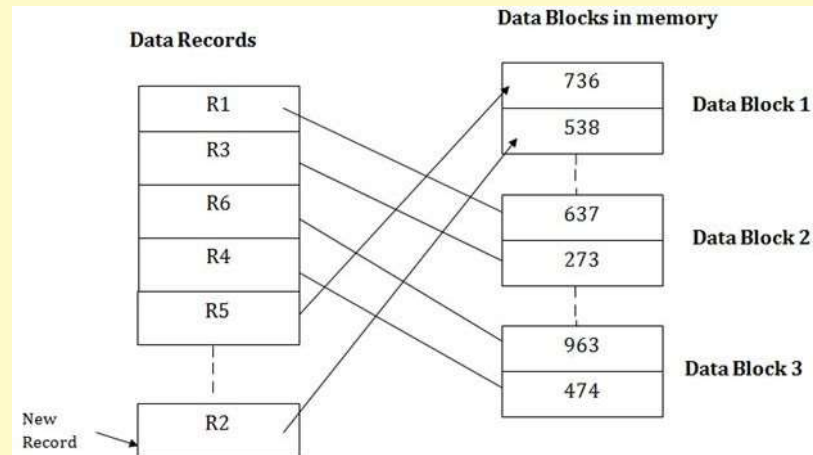 Data Records
Data Blocks in memory
R1
R3
R6
R4
R5
R2
New
Record
736
538
Data Block 1
637
273
Data Block 2
963
474
Data Block 3